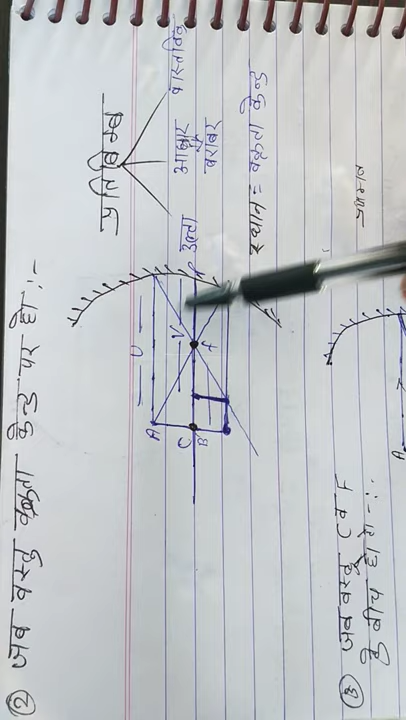 ② जब वस्तु वक्रता केन्द्र पर हो :-
प्रतिबिम्ब
उल्टा
आकार बराबर
वास्तविक
स्थान = वक्रता केन्द्र
A
U
V
C
B
F
P
③ जब वस्तु C व F
के बीच हो :-
A